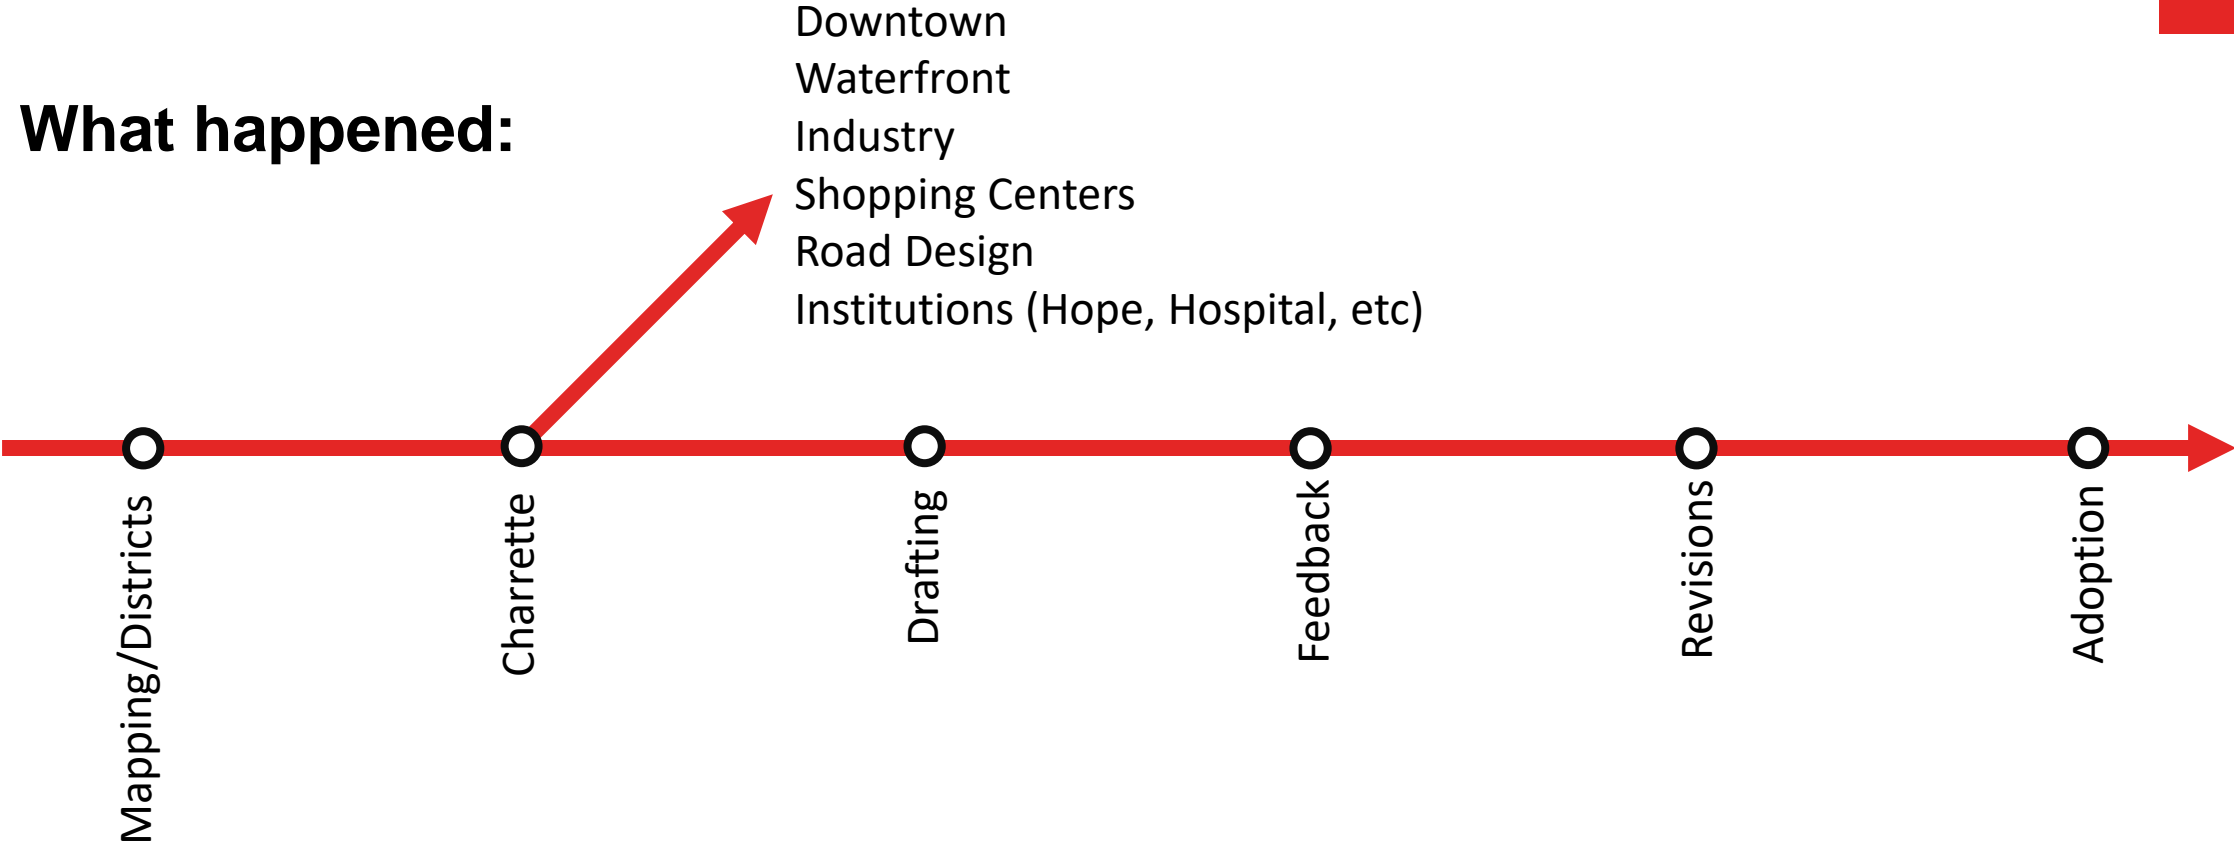 Downtown
Waterfront
What happened:
Industry
Shopping Centers
Road Design
Institutions (Hope, Hospital, etc)
Mapping/Districts
Charrette
Drafting
Feedback
Revisions
Adoption